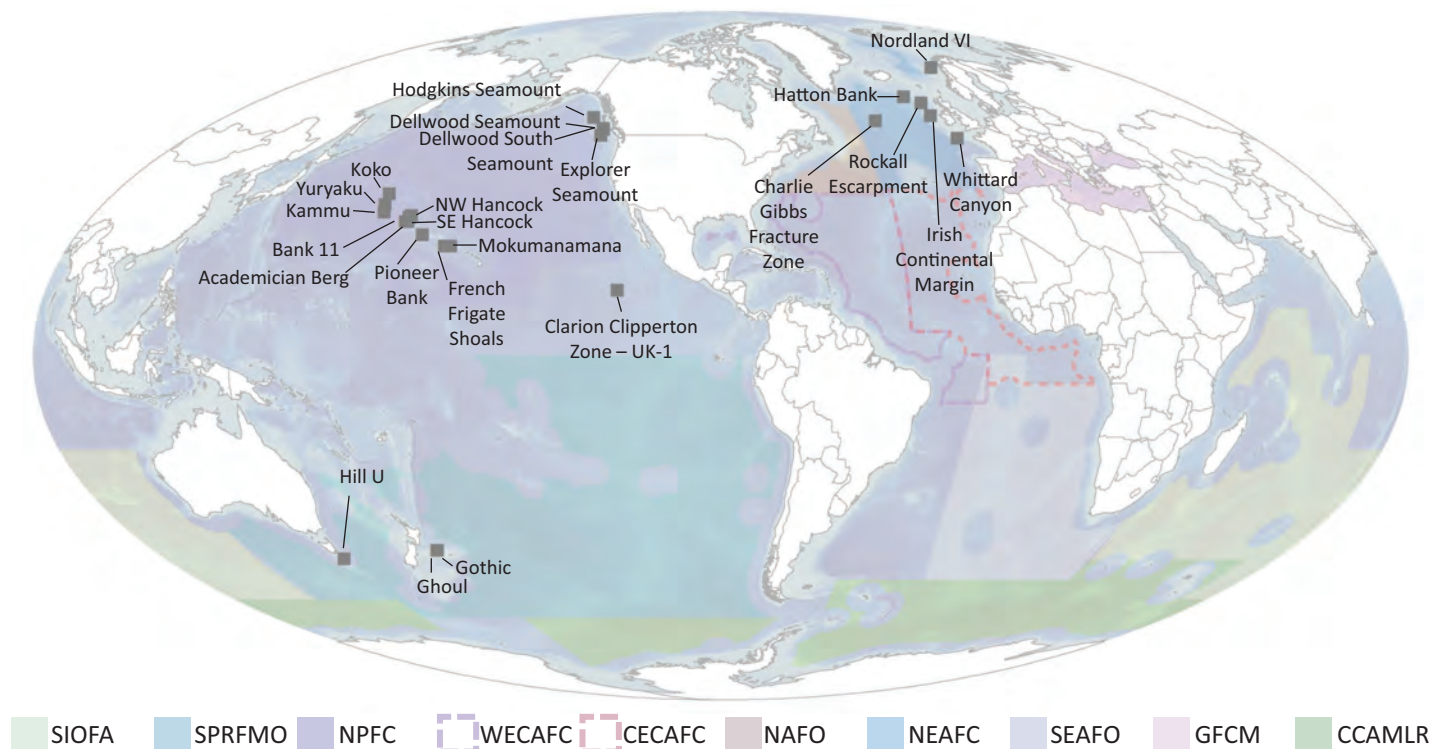 Nordland VI
Hodgkins Seamount
Hatton Bank
Dellwood Seamount
Dellwood South
Seamount
Explorer
Seamount
Rockall
Escarpment
Whittard
Canyon
Charlie
Gibbs
Fracture
Zone
Irish
Continental
Margin
Koko
Yuryaku
Kammu
NW Hancock
SE Hancock
Bank 11
Mokumanamana
Academician Berg
Pioneer
Bank
French
Frigate
Shoals
Clarion Clipperton
Zone – UK-1
Hill U
Gothic
Ghoul
SIOFA
SPRFMO
NPFC
WECAFC
CECAFC
NAFO
NEAFC
SEAFO
GFCM
CCAMLR